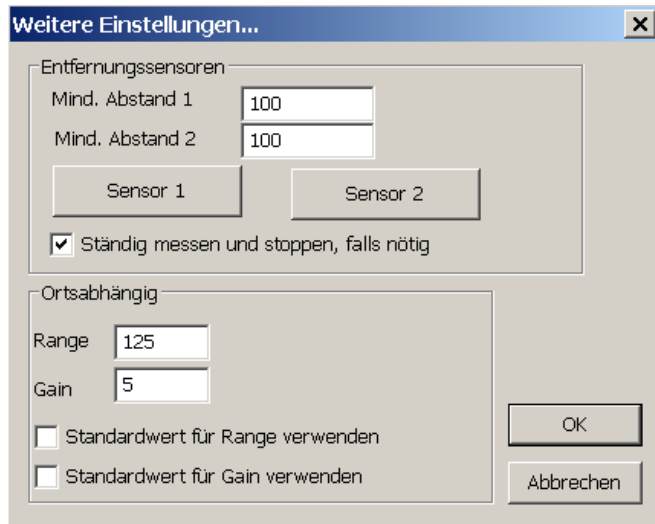 Weitere Einstellungen...
Entfernungssensoren
Mind. Abstand 1 100
Mind. Abstand 2 100
Sensor 1 Sensor 2
Ständig messen und stoppen, falls nötig
Ortsabhängig
Range 125
Gain 5
Standardwert für Range verwenden
Standardwert für Gain verwenden
OK
Abbrechen